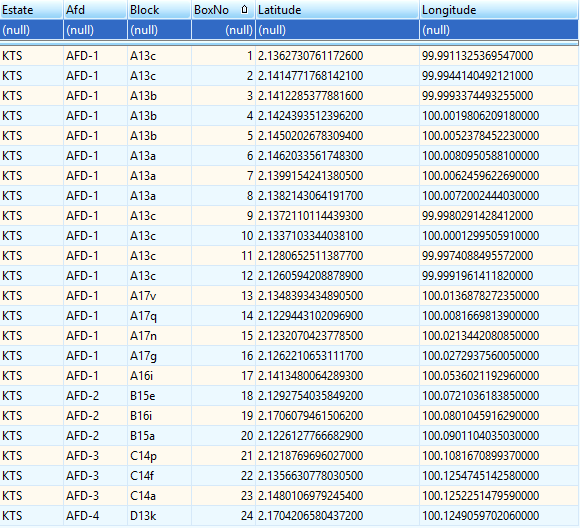 Estate Afd Block BoxNo Latitude Longitude
(null) (null) (null) (null) (null) (null)
KTS AFD-1 A13c 1 2.1362730761172600 99.9911325369547000
KTS AFD-1 A13c 2 2.1414771768142100 99.9944140492121000
KTS AFD-1 A13b 3 2.1412285377881600 99.9993374493255000
KTS AFD-1 A13b 4 2.1424393512396200 100.0019806209180000
KTS AFD-1 A13b 5 2.1450202678309400 100.0052378452230000
KTS AFD-1 A13a 6 2.1462033561748300 100.0080950588100000
KTS AFD-1 A13a 7 2.1399154241380500 100.0062459622690000
KTS AFD-1 A13a 8 2.1382143064191700 100.0072002444030000
KTS AFD-1 A13c 9 2.1372110114439300 99.9980291428412000
KTS AFD-1 A13c 10 2.1337103344038100 100.0001299505910000
KTS AFD-1 A13c 11 2.1280652511387700 99.9974088495572000
KTS AFD-1 A13c 12 2.1260594208878900 99.9991961411820000
KTS AFD-1 A17v 13 2.1348393434890500 100.0136878272350000
KTS AFD-1 A17q 14 2.1229443102096900 100.0081669813900000
KTS AFD-1 A17n 15 2.1232070423778500 100.0213442080850000
KTS AFD-1 A17g 16 2.1262210653111700 100.0272937560050000
KTS AFD-1 A16i 17 2.1413480064289300 100.0536021192960000
KTS AFD-2 B15e 18 2.1292754035849200 100.0721036183850000
KTS AFD-2 B16i 19 2.1706079461506200 100.0801045916290000
KTS AFD-2 B15a 20 2.1226127766682900 100.0901104035030000
KTS AFD-3 C14p 21 2.1218769696027000 100.1081670899370000
KTS AFD-3 C14f 22 2.1356630778030500 100.1254745142580000
KTS AFD-3 C14a 23 2.1480106979245400 100.1252251479590000
KTS AFD-4 D13k 24 2.1704206580437200 100.1249059702060000